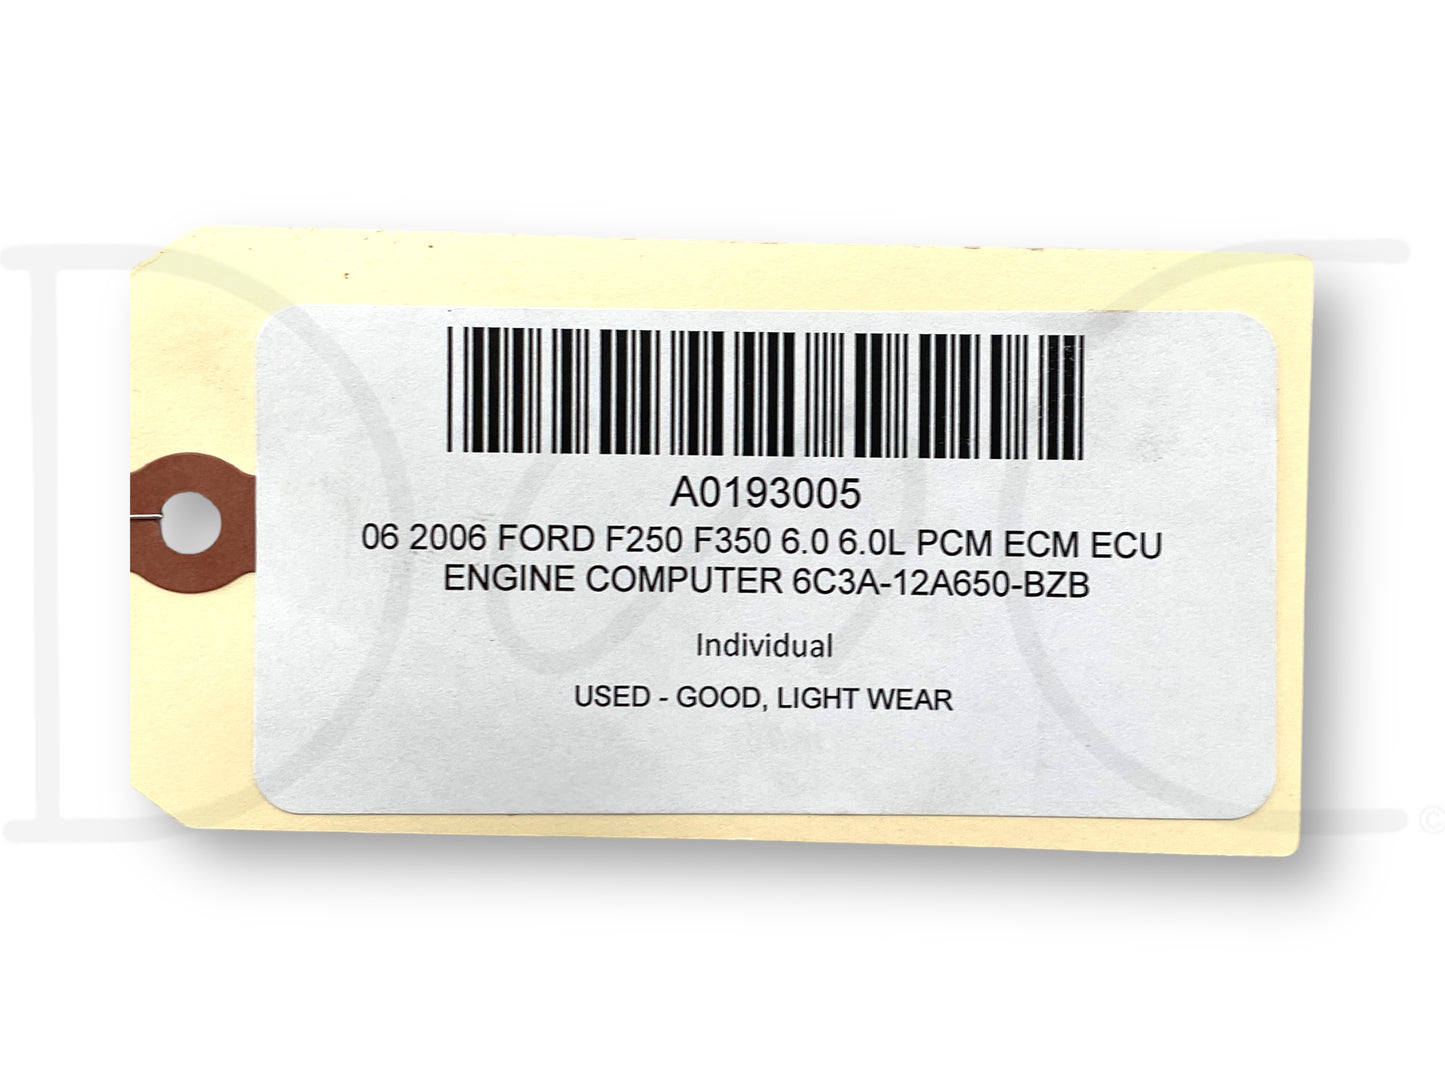 A0193005
06 2006 FORD F250 F350 6.0 6.0L PCM ECM ECU
ENGINE COMPUTER 6C3A-12A650-BZB
Individual
USED - GOOD, LIGHT WEAR
©